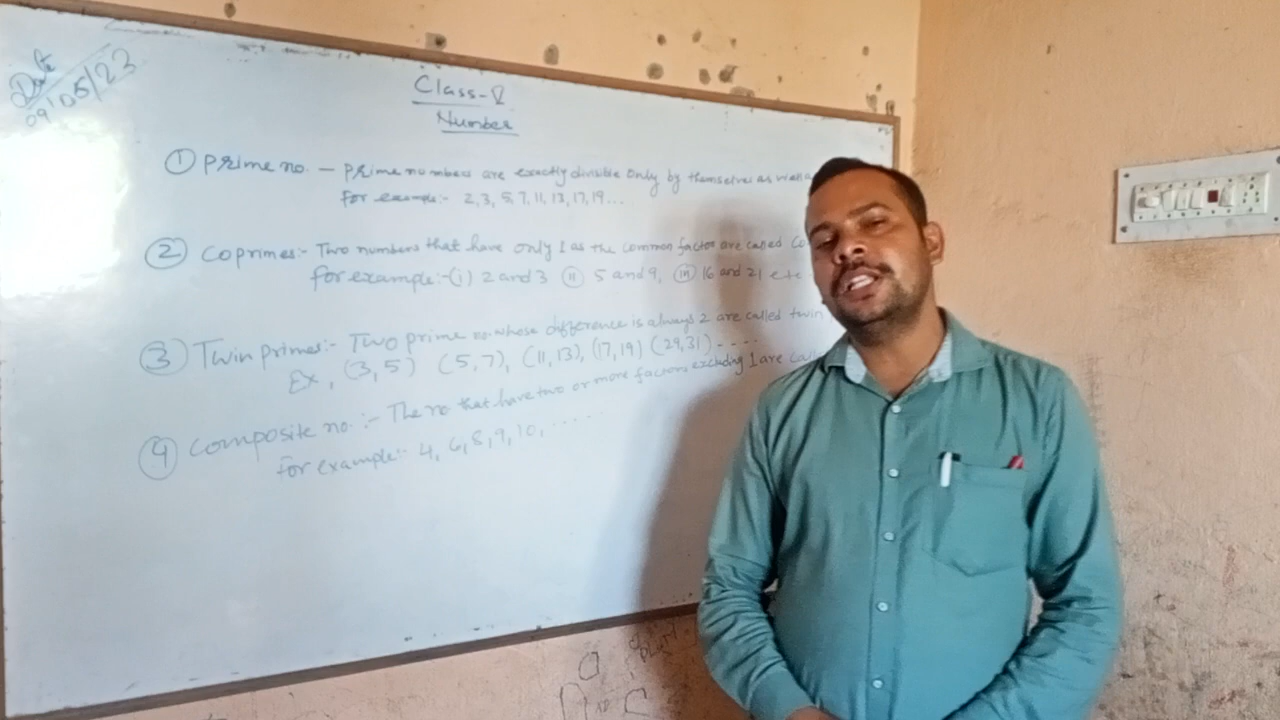 Date
09/05/23
Class-V
Number
① Prime no. - Prime numbers are exactly divisible only by themselves as well a
for example:- 2,3,5,7,11,13,17,19...
② Coprimes:- Two numbers that have only 1 as the common factor are called Co
for example:-(i) 2 and 3 (ii) 5 and 9, (iii) 16 and 21 etc
③ Twin primes:- Two prime no. whose difference is always 2 are called twin
Ex, (3,5) (5,7), (11,13), (17,19) (29,31)----
④ Composite no.:- The no that have two or more factors excluding 1 are call
for example:- 4, 6, 8, 9, 10, .....